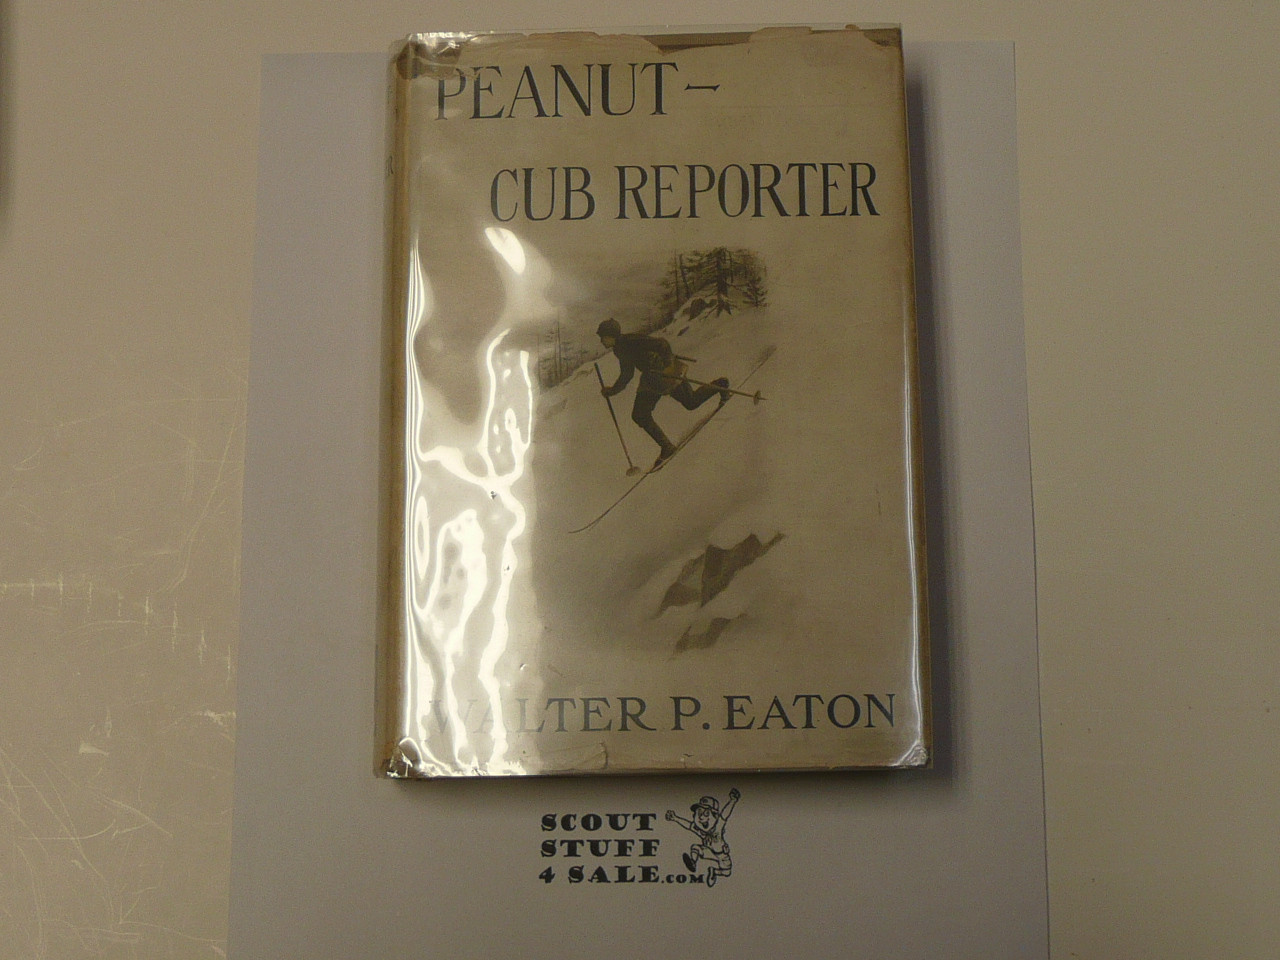 PEANUT—
CUB REPORTER
WALTER P. EATON
SCOUT
STUFF
4 SALE.COM